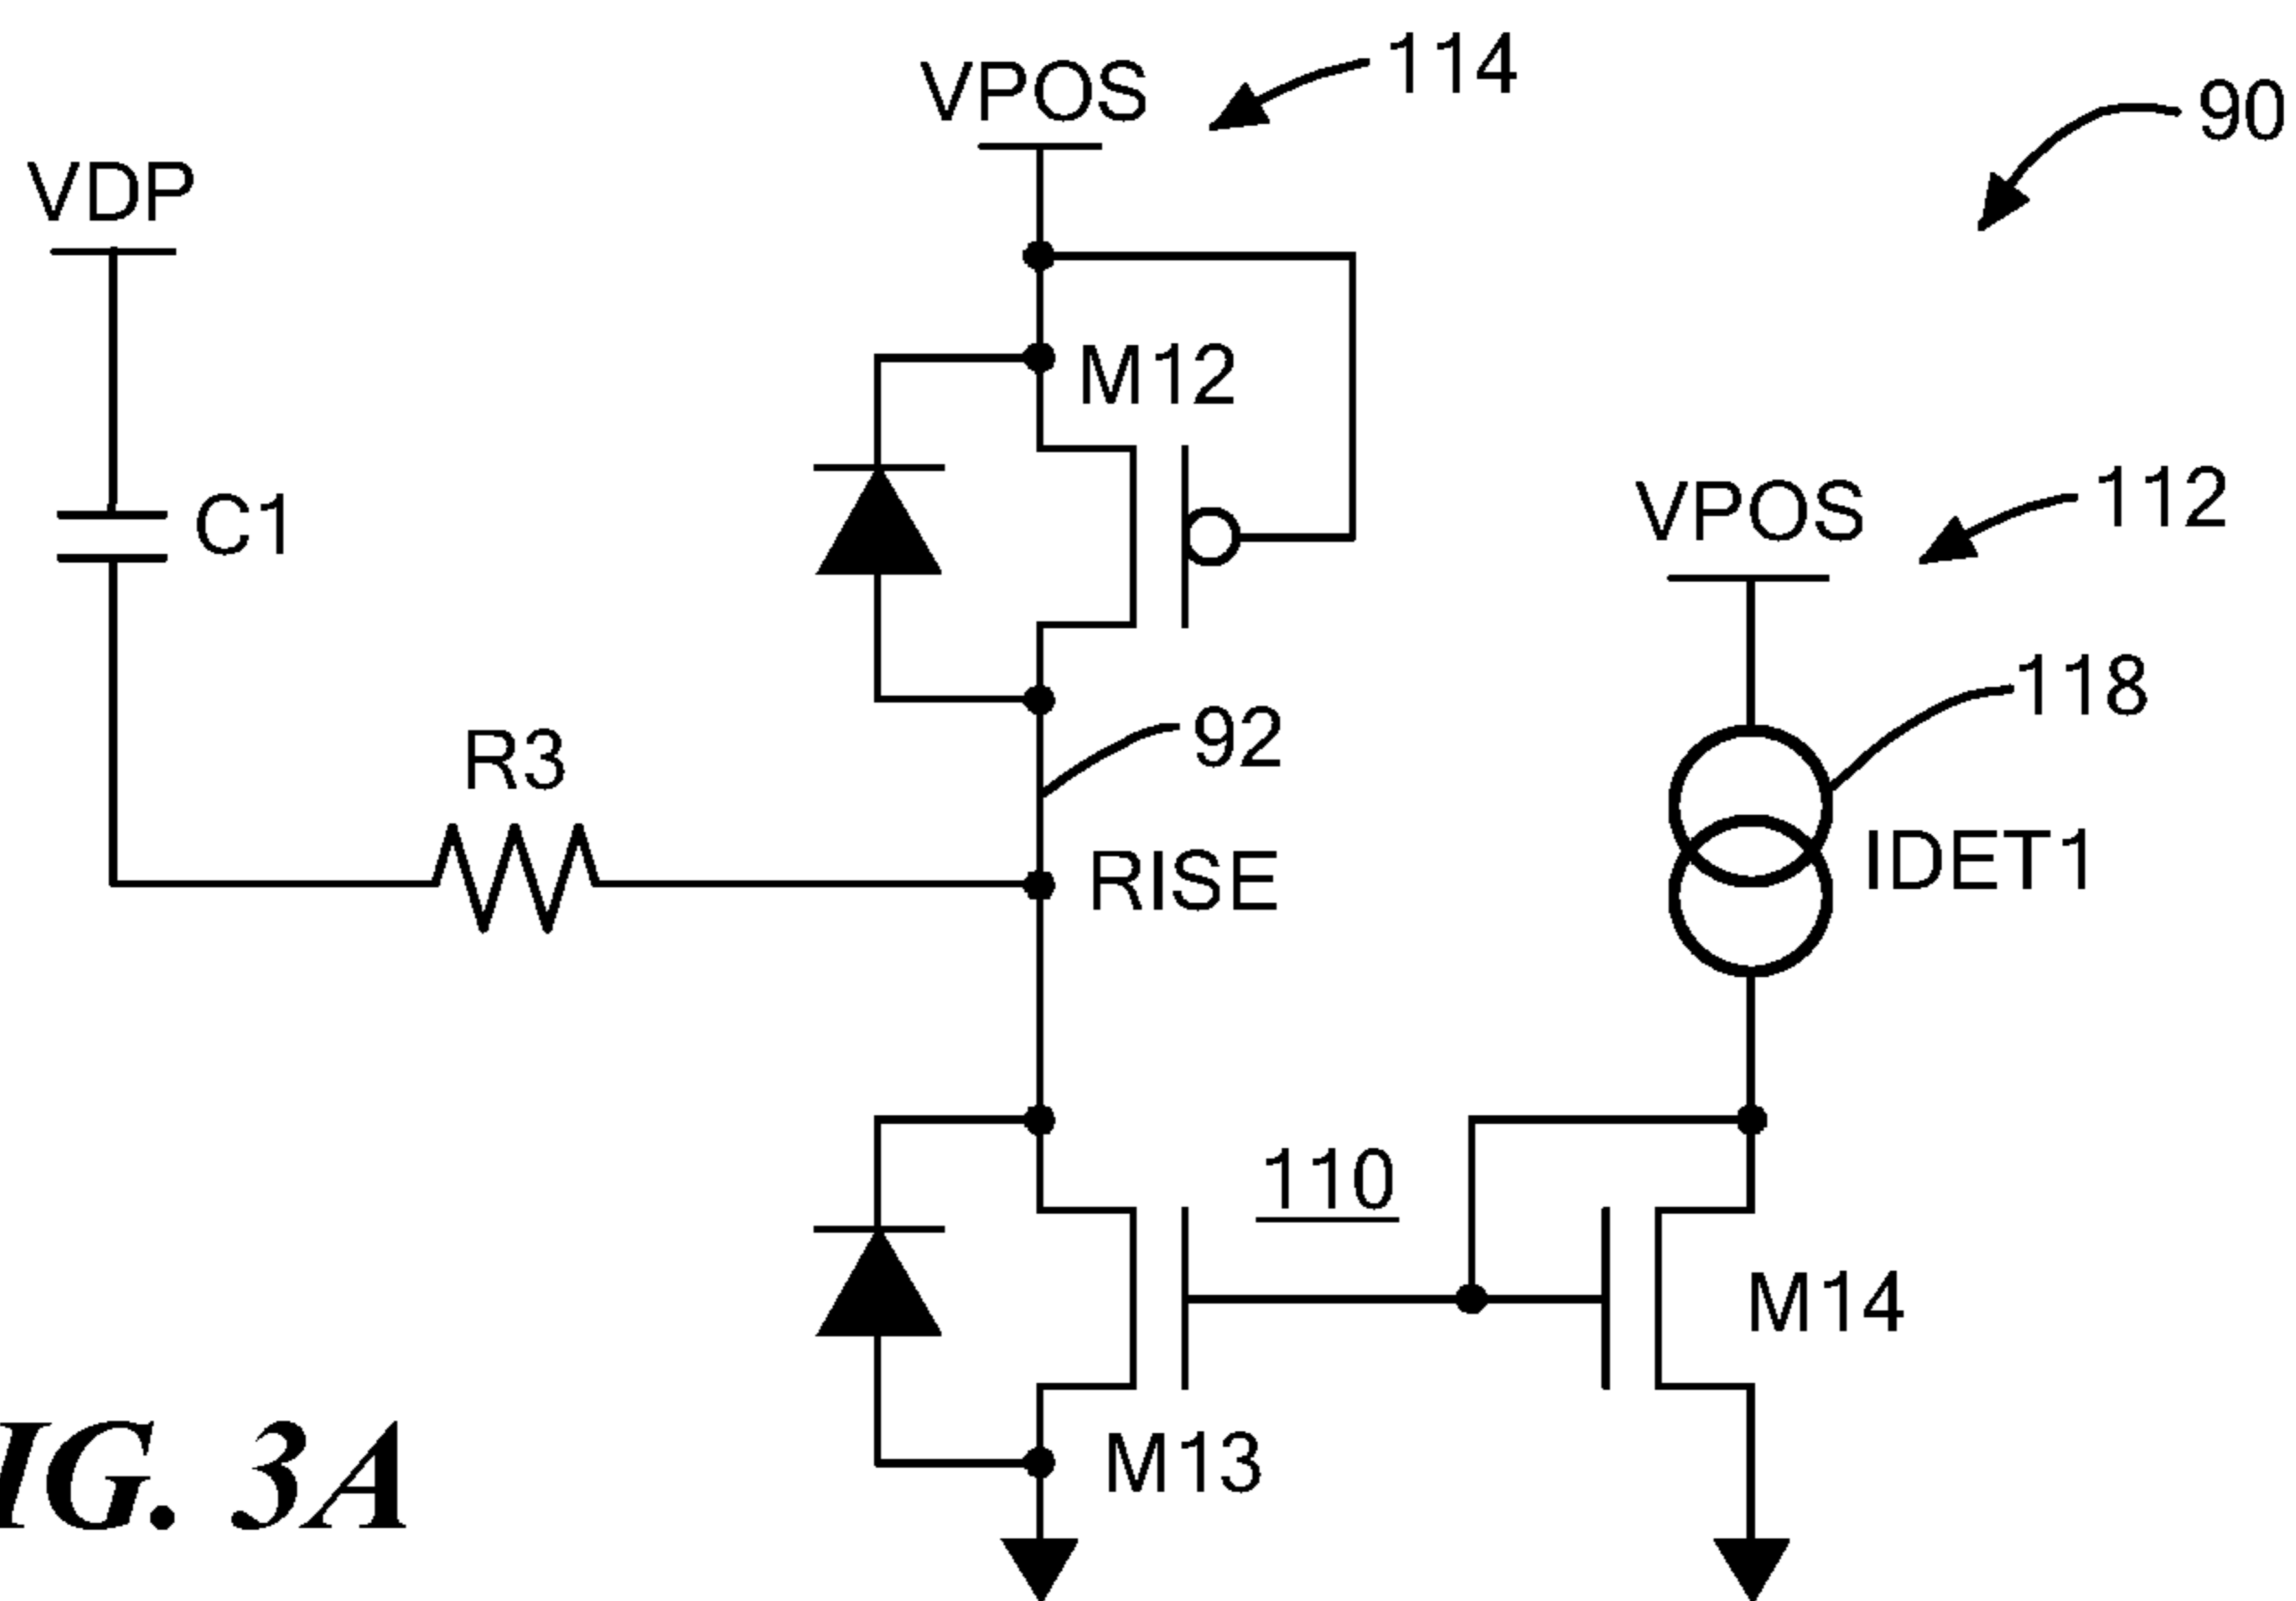 VPOS
114
90
VDP
M12
C1
VPOS
112
118
92
R3
RISE
IDET1
110
M14
M13
IG. 3A